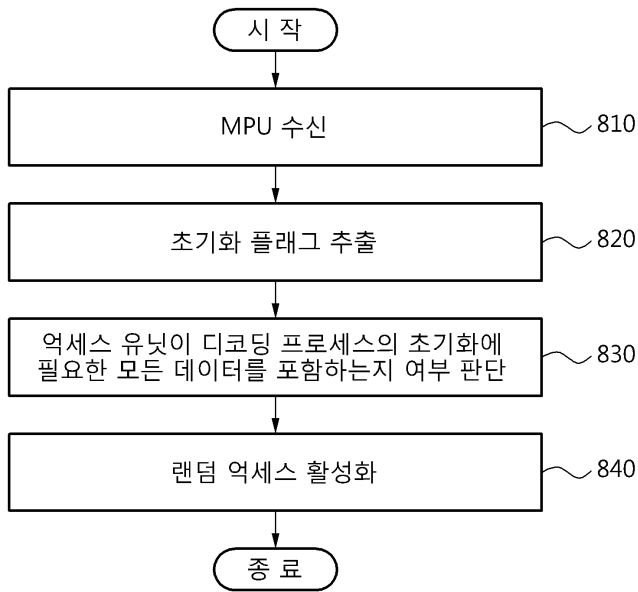 시 작
MPU 수신
810
초기화 플래그 추출
820
억세스 유닛이 디코딩 프로세스의 초기화에
필요한 모든 데이터를 포함하는지 여부 판단
830
랜덤 억세스 활성화
840
종 료